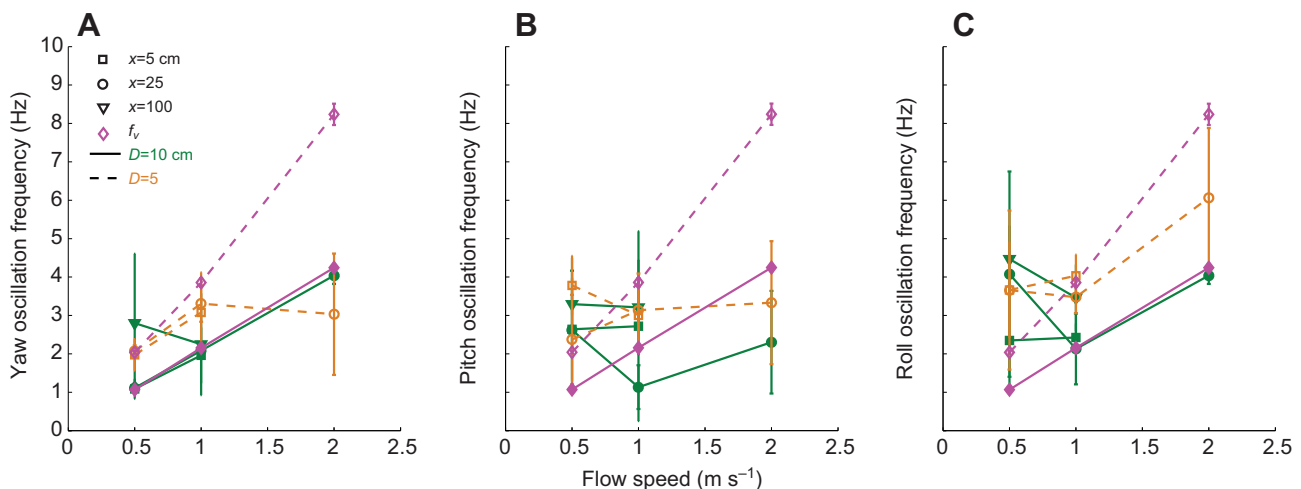 A
B
C
Yaw oscillation frequency (Hz)
10
9
8
7
6
5
4
3
2
1
0
x=5 cm
x=25
x=100
fv
D=10 cm
D=5
0
0.5
1
1.5
2
2.5
Pitch oscillation frequency (Hz)
0
0.5
1
1.5
2
2.5
Roll oscillation frequency (Hz)
0
0.5
1
1.5
2
2.5
Flow speed (m s⁻¹)